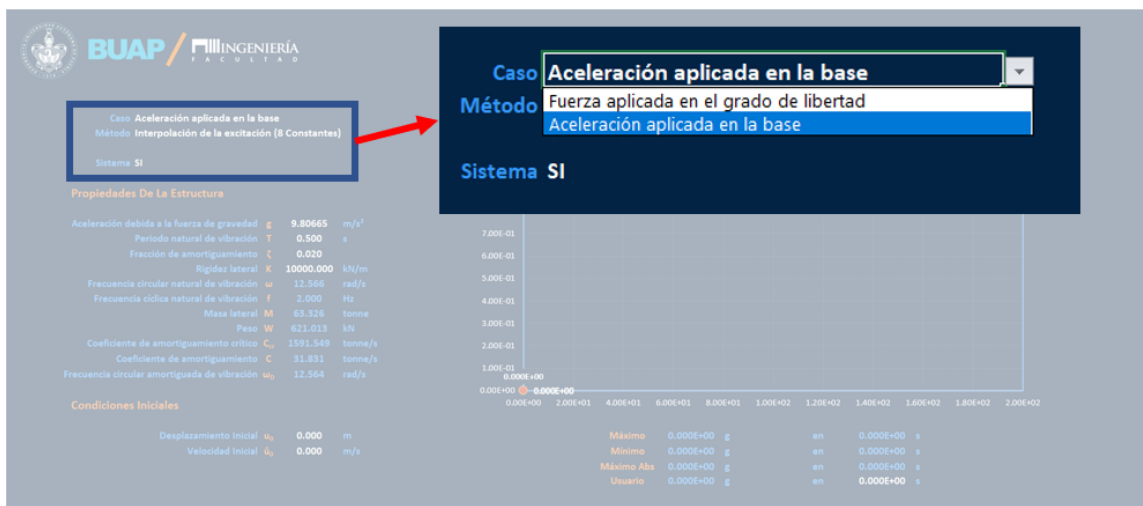 BUAP
INGENIERÍA
FACULTAD
Caso Aceleración aplicada en la base
Método Interpolación de la excitación (8 Constantes)
Sistema SI
Caso Aceleración aplicada en la base
Método Fuerza aplicada en el grado de libertad
Aceleración aplicada en la base
Sistema SI
Propiedades De La Estructura
Aceleración debida a la fuerza de gravedad g 9.80665 m/s²
Periodo natural de vibración T 0.500 s
Fracción de amortiguamiento ζ 0.020
Rigidez lateral K 10000.000 kN/m
Frecuencia circular natural de vibración ω 12.566 rad/s
Frecuencia cíclica natural de vibración f 2.000 Hz
Masa lateral M 63.326 tonne
Peso W 621.013 kN
Coeficiente de amortiguamiento crítico 1591.549 tonne/s
Coeficiente de amortiguamiento C 31.831 tonne/s
Frecuencia circular amortiguada de vibración ω_D 12.564 rad/s
Condiciones Iniciales
Desplazamiento Inicial u₀ 0.000 m
Velocidad Inicial u̇₀ 0.000 m/s
7.00E-01
6.00E-01
5.00E-01
4.00E-01
3.00E-01
2.00E-01
1.00E-01
0.000E+00
0.00E+00 0.000E+00
0.00E+00 2.00E+01 4.00E+01 6.00E+01 8.00E+01 1.00E+02 1.20E+02 1.40E+02 1.60E+02 1.80E+02 2.00E+02
Máximo 0.000E+00 g en 0.000E+00 s
Mínimo 0.000E+00 g en 0.000E+00 s
Máximo Abs 0.000E+00 g en 0.000E+00 s
Usuario 0.000E+00 g en 0.000E+00 s